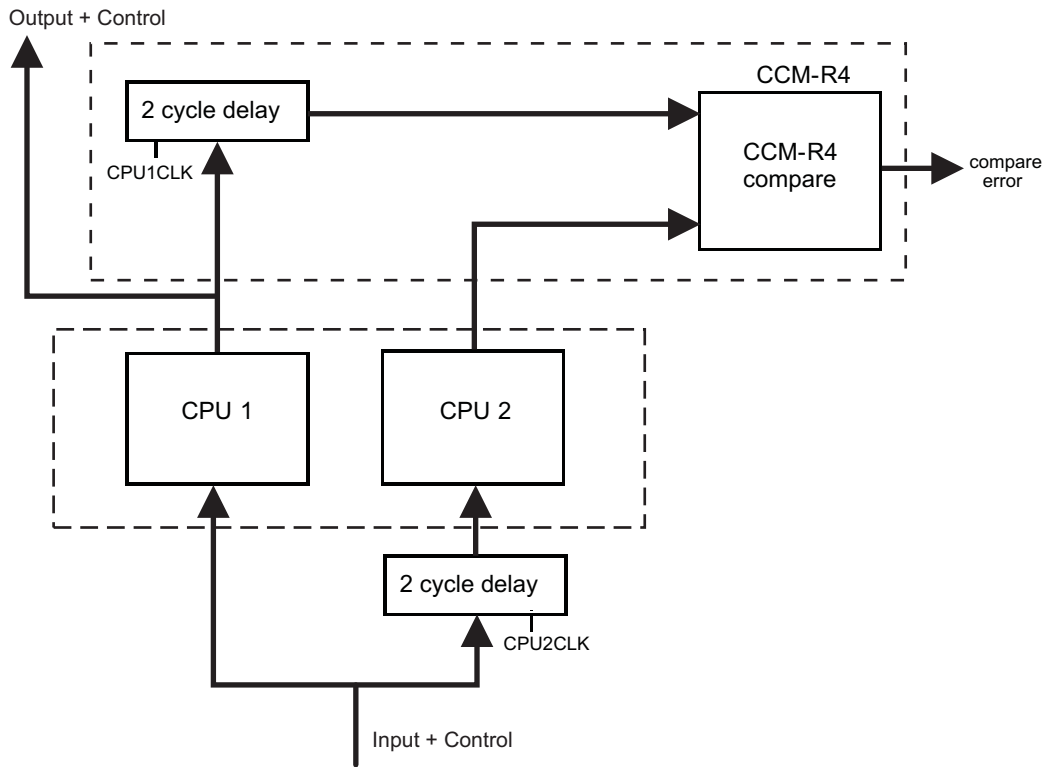 Output + Control
CCM-R4
2 cycle delay
CPU1CLK
CCM-R4
compare
compare
error
CPU 1
CPU 2
2 cycle delay
CPU2CLK
Input + Control